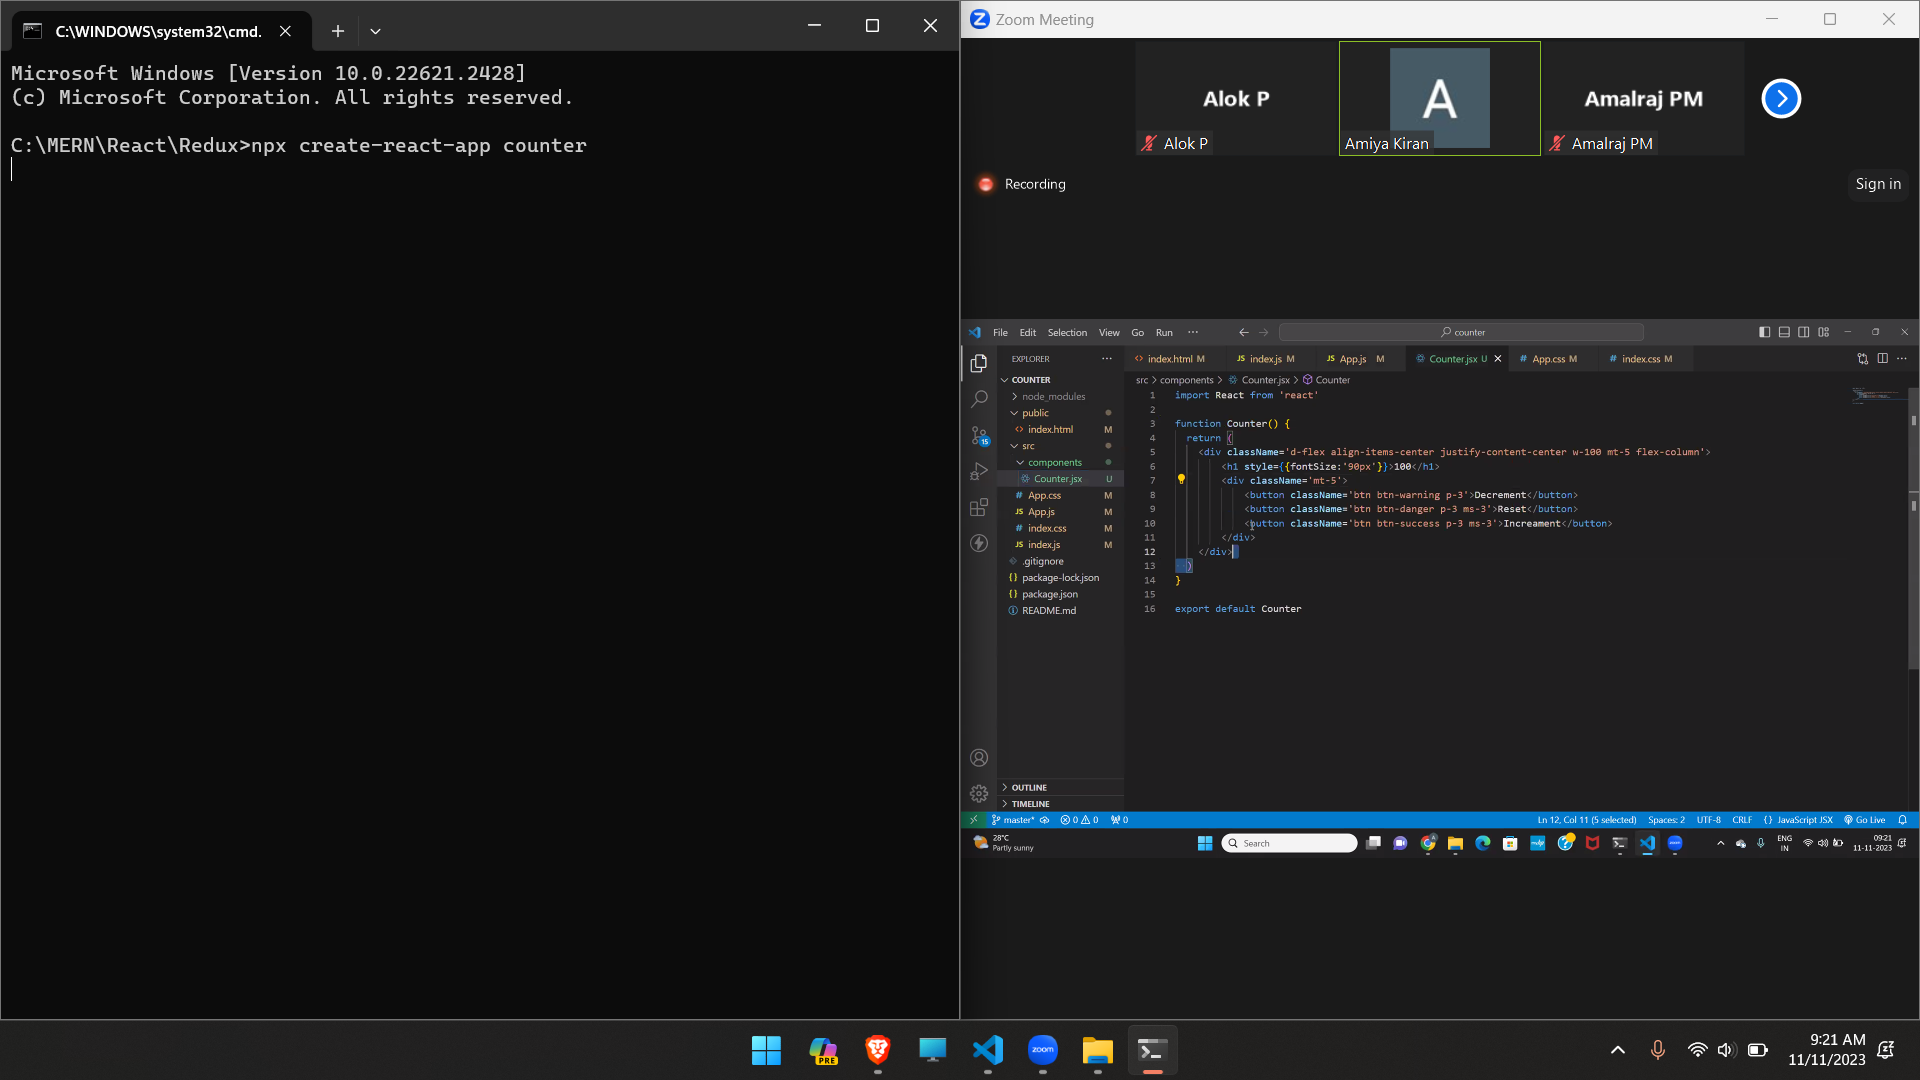 C:\WINDOWS\system32\cmd.
Microsoft Windows [Version 10.0.22621.2428]
(c) Microsoft Corporation. All rights reserved.
C:\MERN\React\Redux>npx create-react-app counter
Zoom Meeting
Alok P
A
Amalraj PM
Alok P
Amiya Kiran
Amalraj PM
Recording
Sign in
File Edit Selection View Go Run ···
counter
EXPLORER ···
index.html M
JS index.js M
JS App.js M
Counter.jsx U
# App.css M
# index.css M
···
COUNTER
node_modules
public
index.html M
src
components
Counter.jsx U
# App.css M
JS App.js M
# index.css M
JS index.js M
.gitignore
{} package-lock.json
{} package.json
README.md
OUTLINE
TIMELINE
15
src > components > Counter.jsx > Counter
1 import React from 'react'
2
3 function Counter() {
4 return (
5 <div className='d-flex align-items-center justify-content-center w-100 mt-5 flex-column'>
6 <h1 style={{fontSize:'90px'}}>100</h1>
7 <div className='mt-5'>
8 <button className='btn btn-warning p-3'>Decrement</button>
9 <button className='btn btn-danger p-3 ms-3'>Reset</button>
10 <button className='btn btn-success p-3 ms-3'>Increament</button>
11 </div>
12 </div>
13 )
14 }
15
16 export default Counter
master* 0 0 0
Ln 12, Col 11 (5 selected) Spaces: 2 UTF-8 CRLF {} JavaScript JSX Go Live
28°C
Partly sunny
Search
ENG
IN
09:21
11-11-2023
PRE
zoom
9:21 AM
11/11/2023